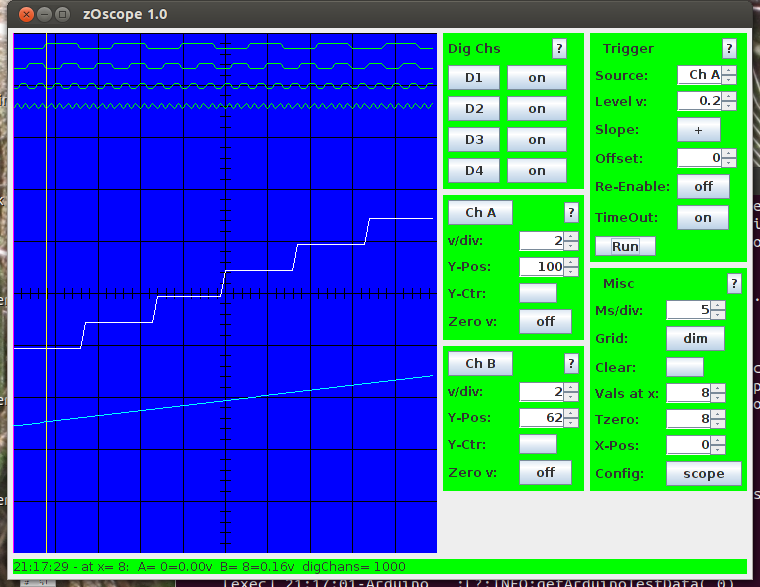 zOscope 1.0
Dig Chs ?
D1 on
D2 on
D3 on
D4 on
Ch A ?
v/div: 2
Y-Pos: 100
Y-Ctr:
Zero v: off
Ch B ?
v/div: 2
Y-Pos: 62
Y-Ctr:
Zero v: off
Trigger ?
Source: Ch A
Level v: 0.2
Slope: +
Offset: 0
Re-Enable: off
TimeOut: on
Run
Misc ?
Ms/div: 5
Grid: dim
Clear:
Vals at x: 8
Tzero: 8
X-Pos: 0
Config: scope
21:17:29 - at x= 8: A= 0=0.00v B= 8=0.16v digChans= 1000